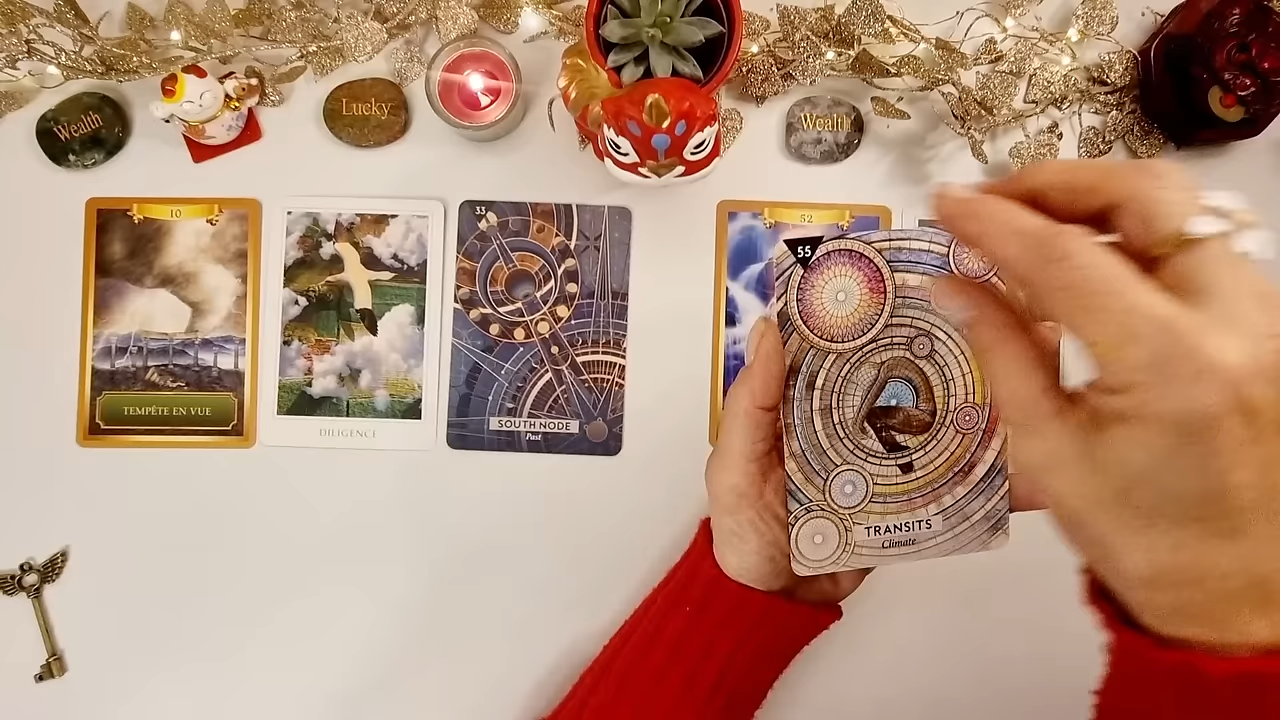 Wealth
Lucky
Wealth
10
TEMPÊTE EN VUE
DILIGENCE
33
SOUTH NODE
Past
52
55
TRANSITS
Climate